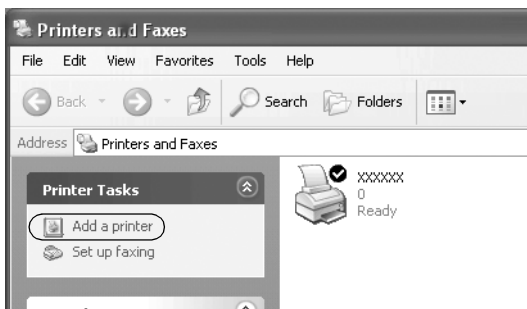 Printers and Faxes
File Edit View Favorites Tools Help
Back Search Folders
Address Printers and Faxes
Printer Tasks
Add a printer
Set up faxing
xxxxxx
0
Ready